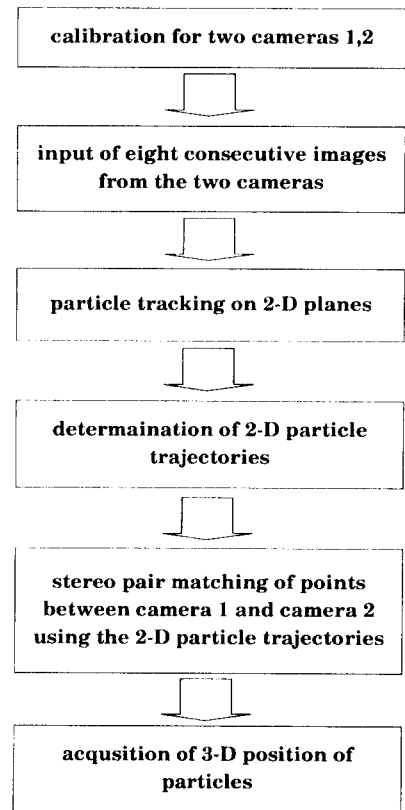 calibration for two cameras 1,2
input of eight consecutive images
from the two cameras
particle tracking on 2-D planes
determaination of 2-D particle
trajectories
stereo pair matching of points
between camera 1 and camera 2
using the 2-D particle trajectories
acqusition of 3-D position of
particles